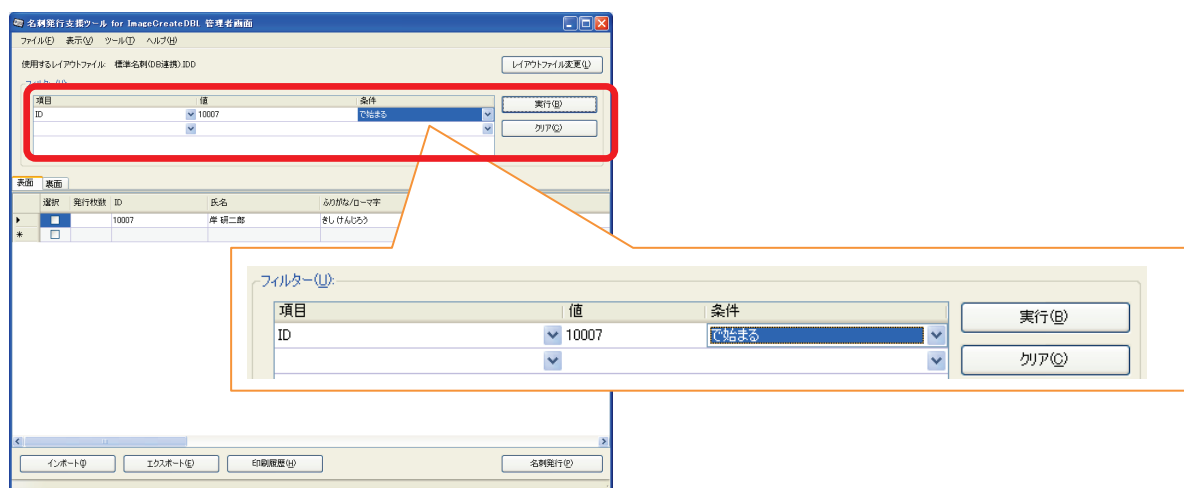 名刺発行支援ツール for ImageCreateDBL 管理者画面
ファイル(F) 表示(V) ツール(T) ヘルプ(H)
使用するレイアウトファイル: 標準名刺(DB連携).IDD レイアウトファイル変更(L)
項目 値 条件 実行(B)
ID 10007 で始まる
クリア(C)
表面 裏面
選択 発行枚数 ID 氏名 ふりがな/ローマ字
10007 岸 研二郎 きし けんじろう
フィルター(U):
項目 値 条件 実行(B)
ID 10007 で始まる
クリア(C)
インポート(I) エクスポート(E) 印刷履歴(H) 名刺発行(P)